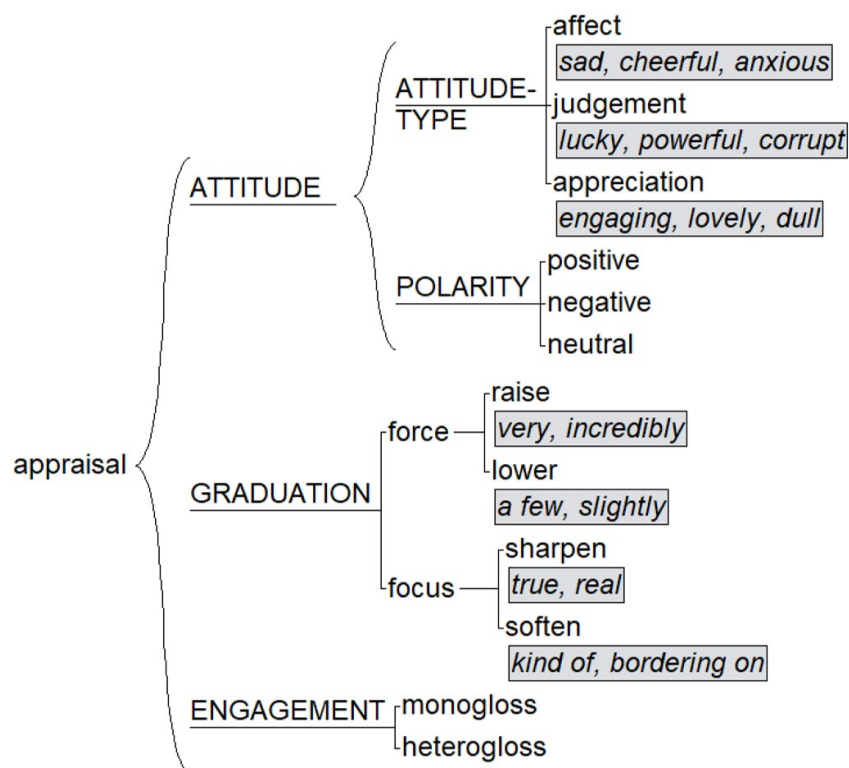 affect
sad, cheerful, anxious
ATTITUDE-
TYPE
judgement
lucky, powerful, corrupt
ATTITUDE
appreciation
engaging, lovely, dull
positive
POLARITY
negative
neutral
raise
force
very, incredibly
appraisal
lower
GRADUATION
a few, slightly
sharpen
focus
true, real
soften
kind of, bordering on
ENGAGEMENT
monogloss
heterogloss